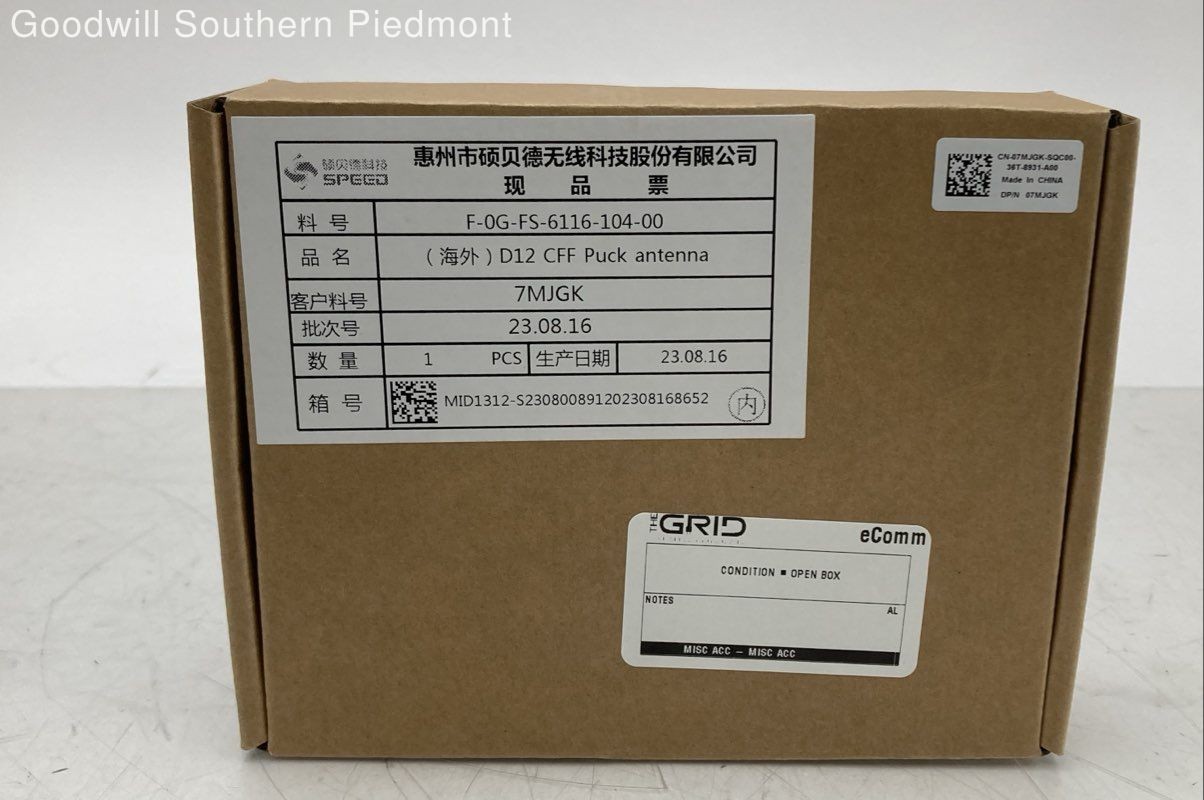 Goodwill Southern Piedmont
硕贝德科技
SPEED
惠州市硕贝德无线科技股份有限公司
现 品 票
料 号 F-0G-FS-6116-104-00
品 名 （海外）D12 CFF Puck antenna
客户料号 7MJGK
批次号 23.08.16
数 量 1 PCS 生产日期 23.08.16
箱 号 MID1312-S230800891202308168652 内
CN-07MJGK-SQC00-
36T-8931-A00
Made In CHINA
DP/N 07MJGK
THE GRID eComm
CONDITION ■ OPEN BOX
NOTES AL
MISC ACC – MISC ACC